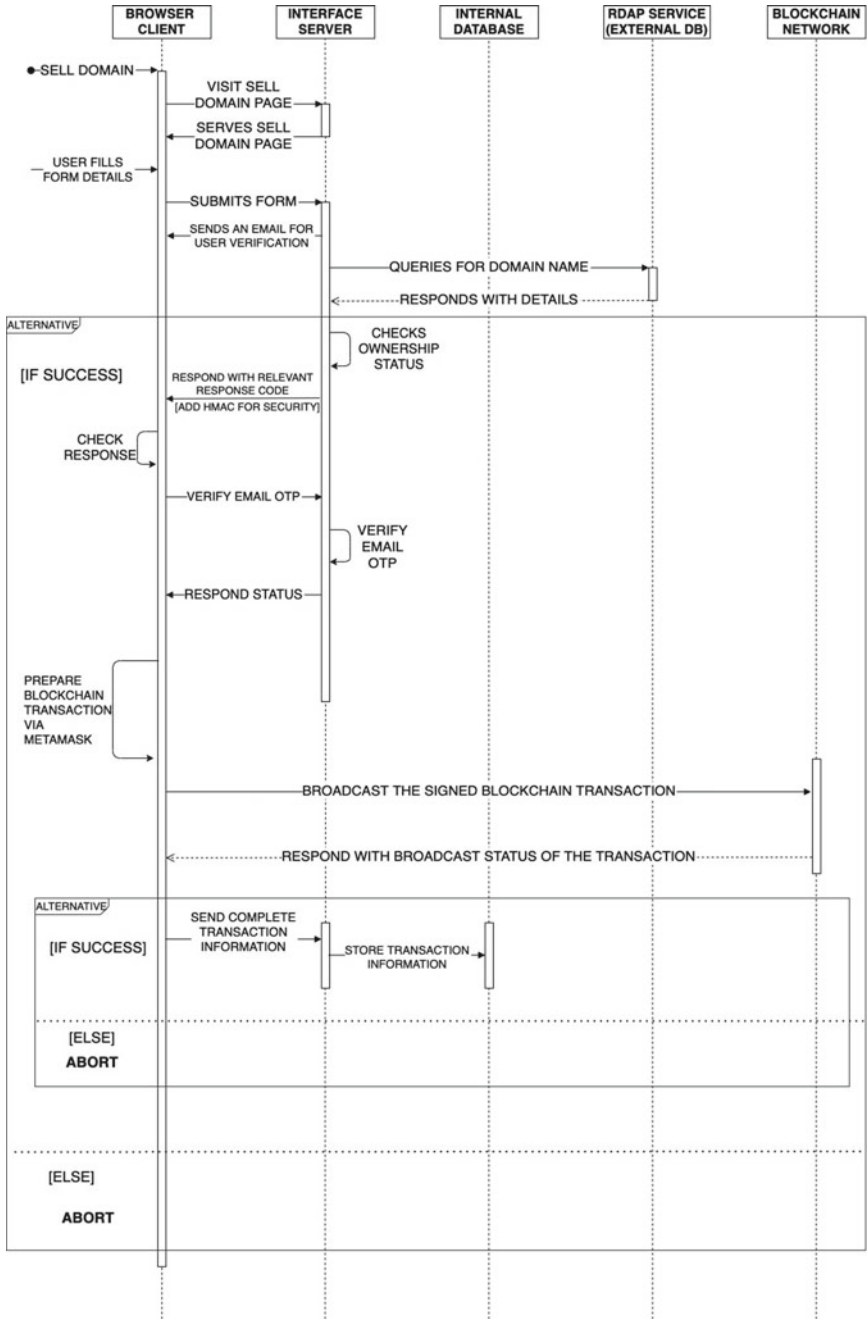 BROWSER
CLIENT
INTERFACE
SERVER
INTERNAL
DATABASE
RDAP SERVICE
(EXTERNAL DB)
BLOCKCHAIN
NETWORK
SELL DOMAIN
VISIT SELL
DOMAIN PAGE
SERVES SELL
DOMAIN PAGE
USER FILLS
FORM DETAILS
SUBMITS FORM
SENDS AN EMAIL FOR
USER VERIFICATION
QUERIES FOR DOMAIN NAME
RESPONDS WITH DETAILS
ALTERNATIVE
CHECKS
OWNERSHIP
STATUS
[IF SUCCESS]
RESPOND WITH RELEVANT
RESPONSE CODE
[ADD HMAC FOR SECURITY]
CHECK
RESPONSE
VERIFY EMAIL OTP
VERIFY
EMAIL
OTP
RESPOND STATUS
PREPARE
BLOCKCHAIN
TRANSACTION
VIA
METAMASK
BROADCAST THE SIGNED BLOCKCHAIN TRANSACTION
RESPOND WITH BROADCAST STATUS OF THE TRANSACTION
ALTERNATIVE
[IF SUCCESS]
SEND COMPLETE
TRANSACTION
INFORMATION
STORE TRANSACTION
INFORMATION
[ELSE]
ABORT
[ELSE]
ABORT